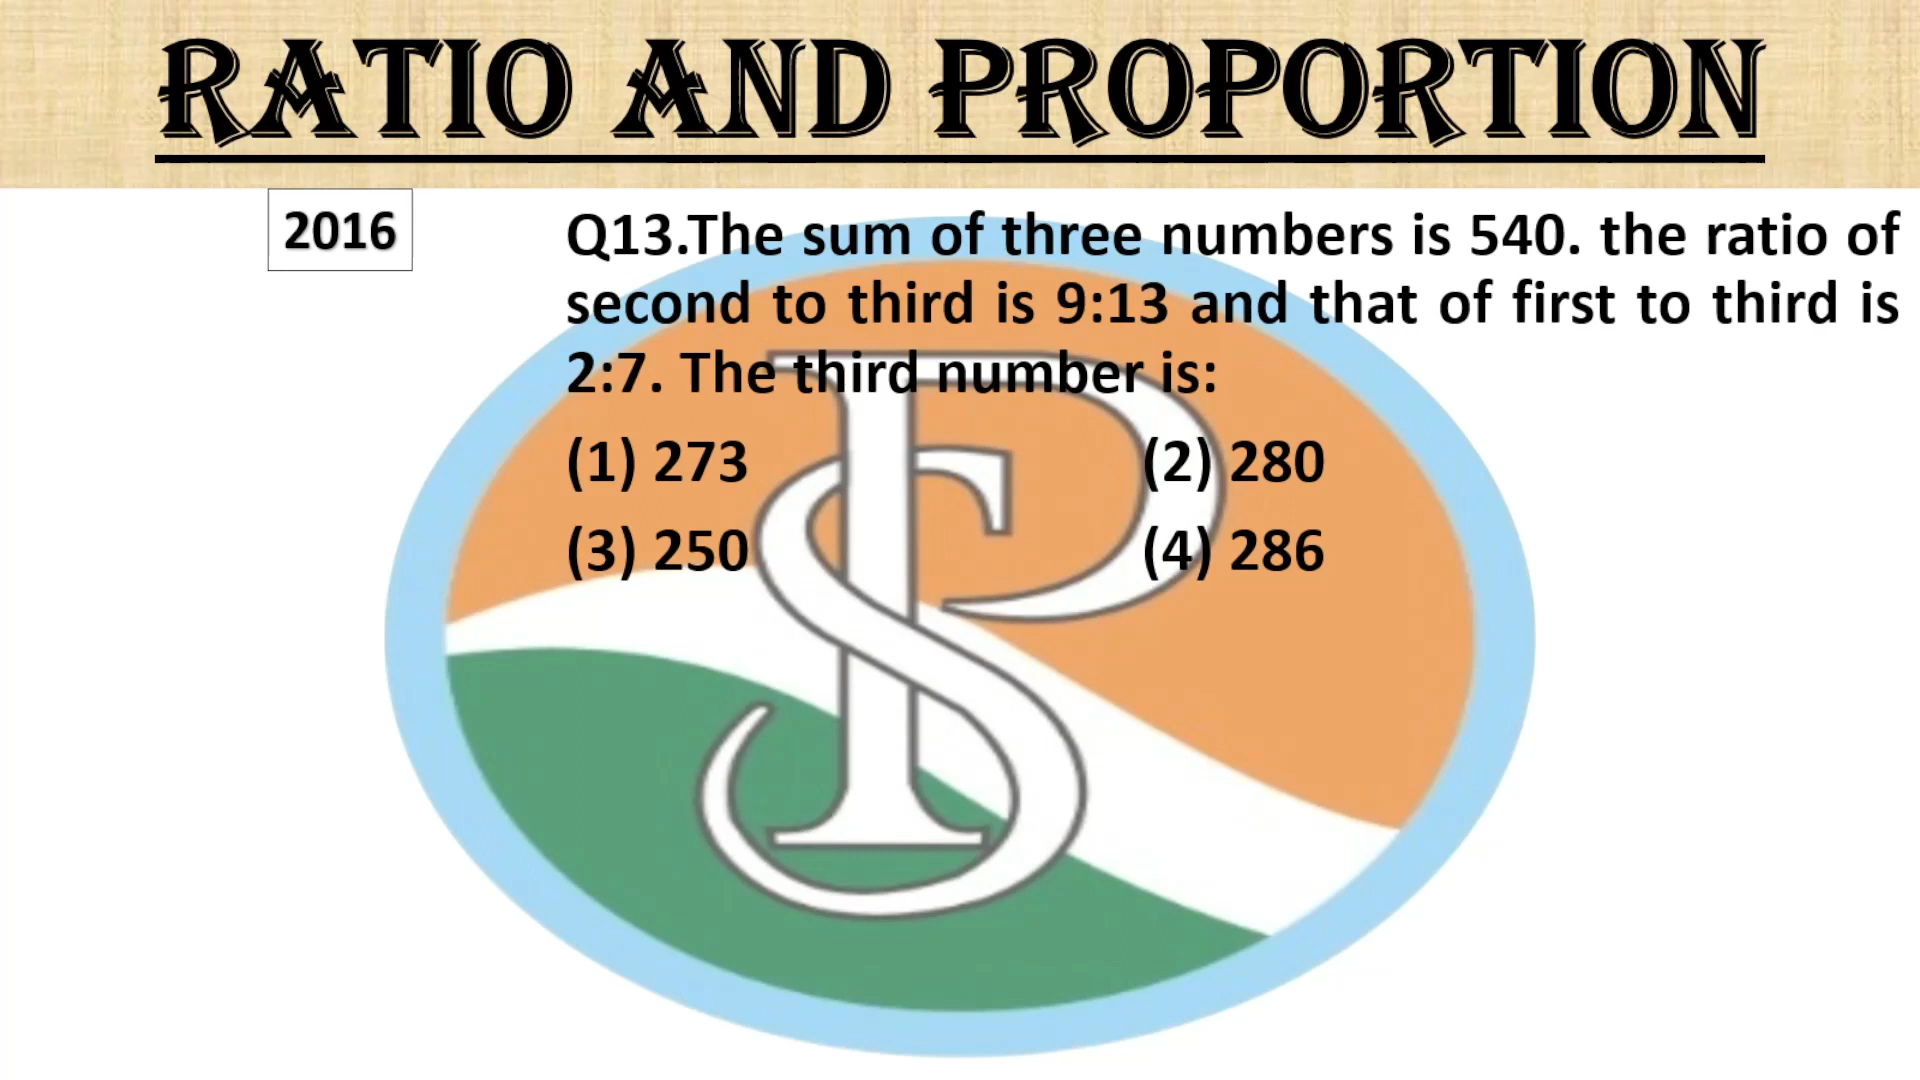 RATIO AND PROPORTION
2016
Q13.The sum of three numbers is 540. the ratio of
second to third is 9:13 and that of first to third is
2:7. The third number is:
(1) 273 (2) 280
(3) 250 (4) 286